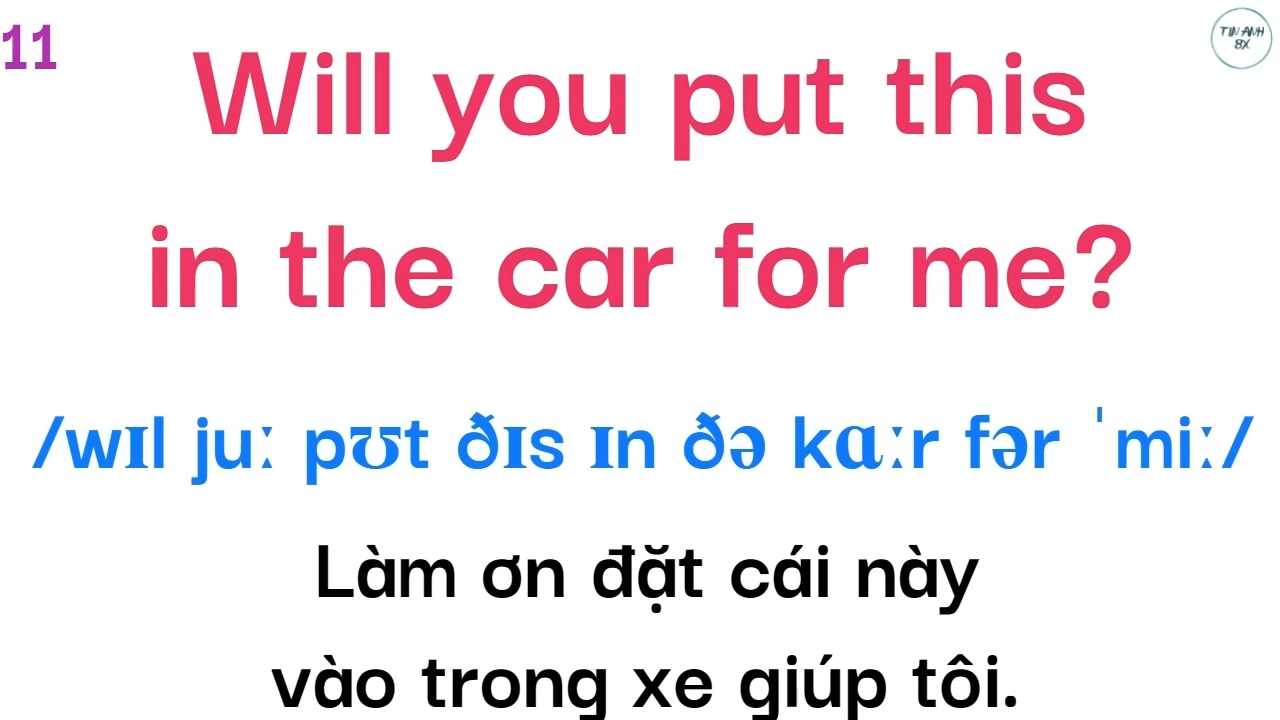 11
TIN ANH
8X
Will you put this
in the car for me?
/wɪl juː pʊt ðɪs ɪn ðə kɑːr fər ˈmiː/
Làm ơn đặt cái này
vào trong xe giúp tôi.